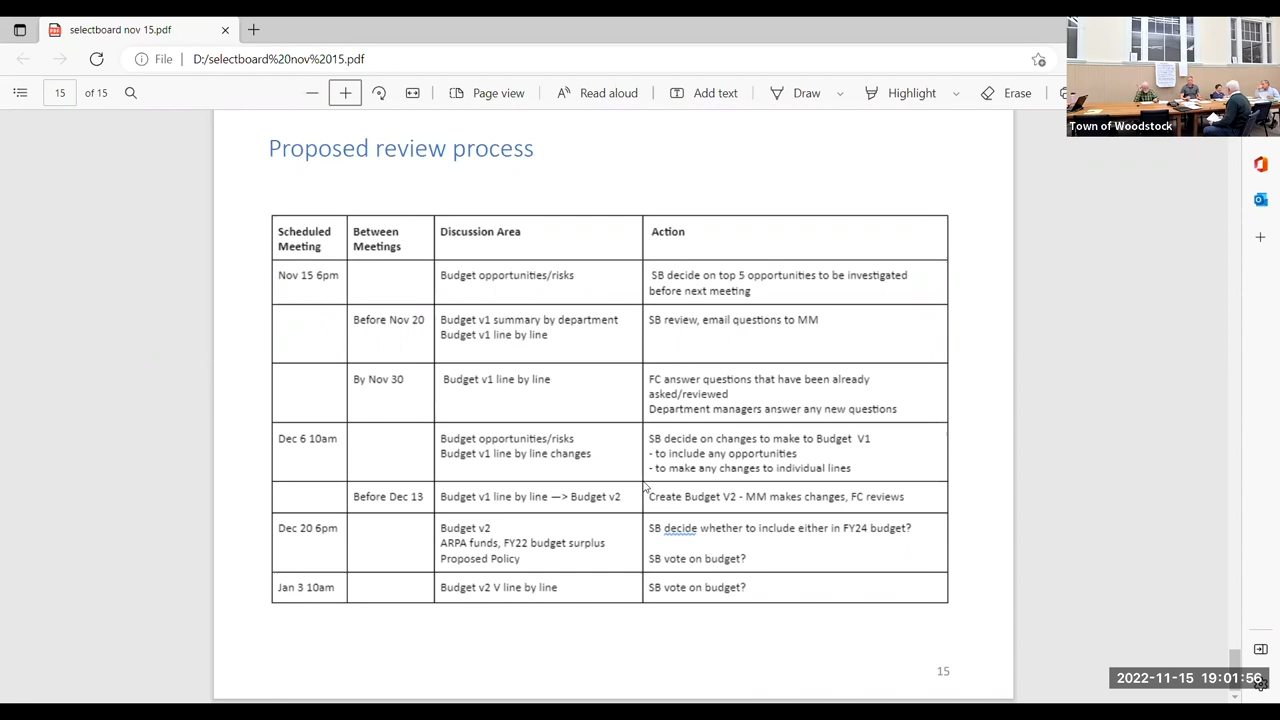 selectboard nov 15.pdf
File
D:/selectboard%20nov%2015.pdf
15
of 15
Page view
Read aloud
Add text
Draw
Highlight
Erase
Town of Woodstock
Proposed review process
Scheduled Meeting
Between Meetings
Discussion Area
Action
Nov 15 6pm
Budget opportunities/risks
SB decide on top 5 opportunities to be investigated
before next meeting
Before Nov 20
Budget v1 summary by department
Budget v1 line by line
SB review, email questions to MM
By Nov 30
Budget v1 line by line
FC answer questions that have been already
asked/reviewed
Department managers answer any new questions
Dec 6 10am
Budget opportunities/risks
Budget v1 line by line changes
SB decide on changes to make to Budget V1
- to include any opportunities
- to make any changes to individual lines
Before Dec 13
Budget v1 line by line —> Budget v2
Create Budget V2 - MM makes changes, FC reviews
Dec 20 6pm
Budget v2
ARPA funds, FY22 budget surplus
Proposed Policy
SB decide whether to include either in FY24 budget?
SB vote on budget?
Jan 3 10am
Budget v2 V line by line
SB vote on budget?
15
2022-11-15 19:01:56